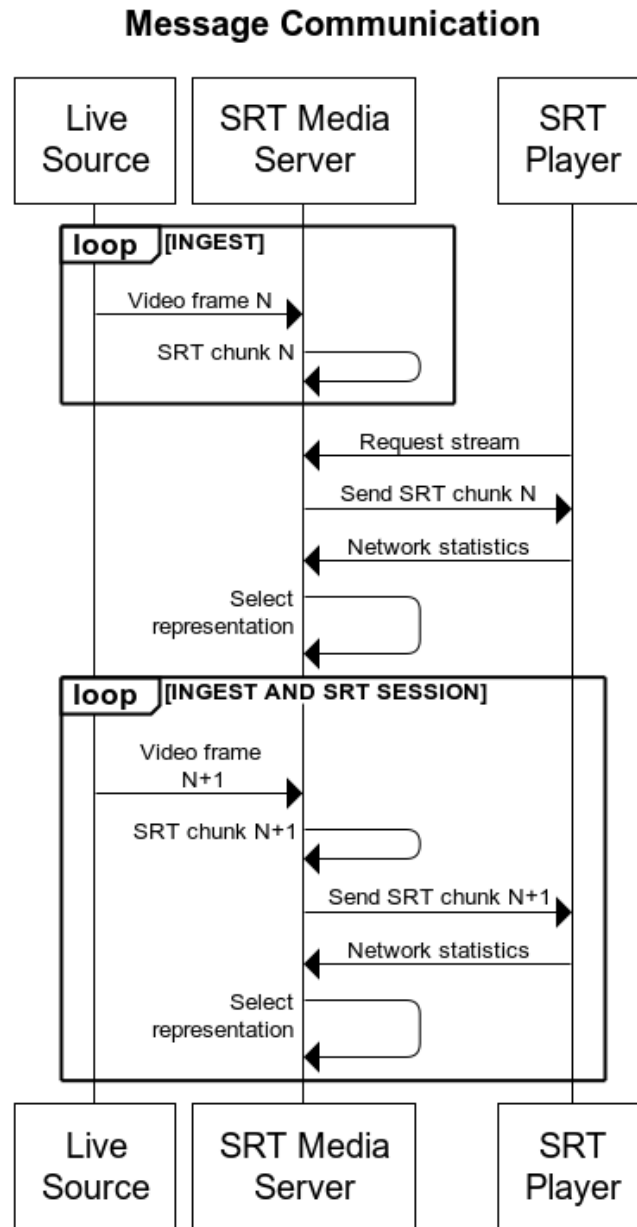 Message Communication
Live
Source
SRT Media
Server
SRT
Player
loop
[INGEST]
Video frame N
SRT chunk N
Request stream
Send SRT chunk N
Network statistics
Select
representation
loop
[INGEST AND SRT SESSION]
Video frame
N+1
SRT chunk N+1
Send SRT chunk N+1
Network statistics
Select
representation
Live
Source
SRT Media
Server
SRT
Player